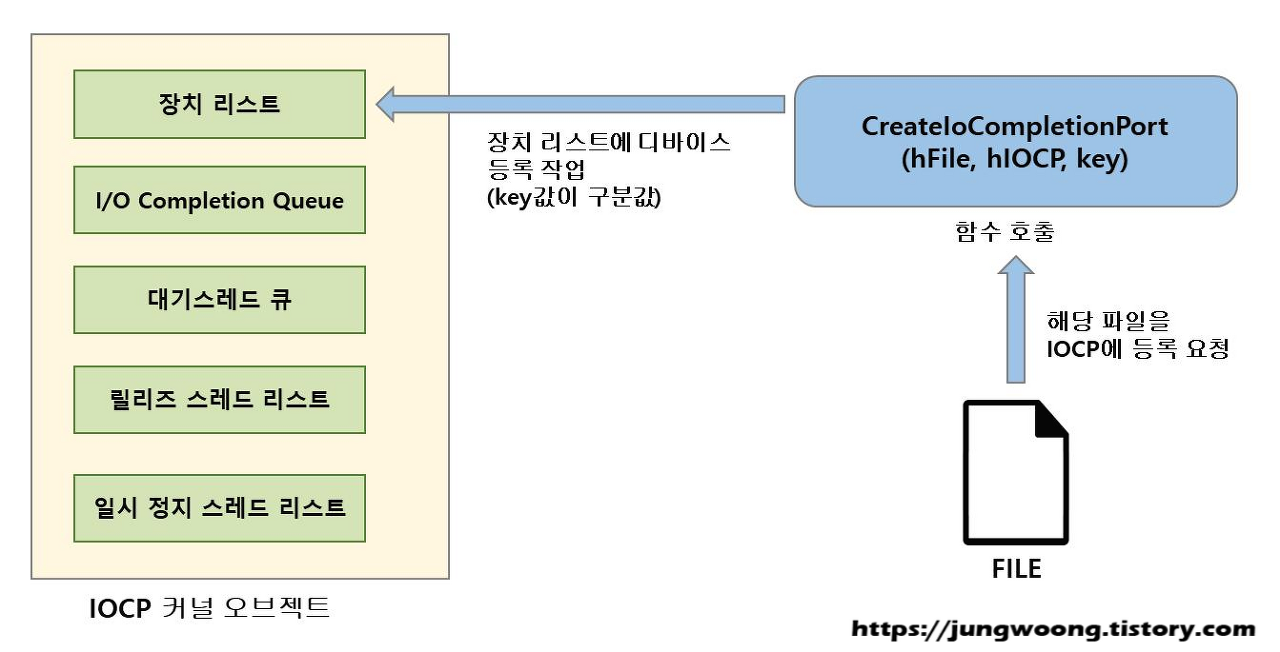 장치 리스트
I/O Completion Queue
대기스레드 큐
릴리즈 스레드 리스트
일시 정지 스레드 리스트
IOCP 커널 오브젝트
장치 리스트에 디바이스
등록 작업
(key값이 구분값)
CreateIoCompletionPort
(hFile, hIOCP, key)
함수 호출
해당 파일을
IOCP에 등록 요청
FILE
https://jungwoong.tistory.com